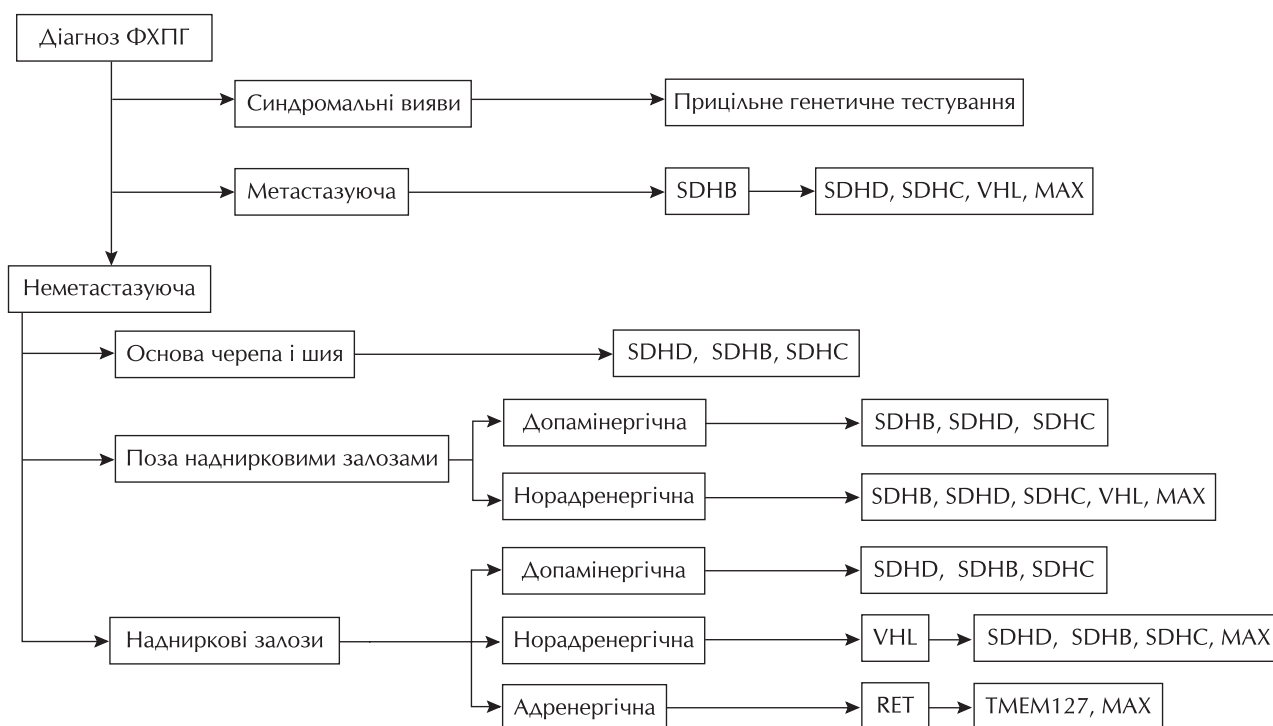 Діагноз ФХПГ
Синдромальні вияви
Прицільне генетичне тестування
Метастазуюча
SDHB
SDHD, SDHC, VHL, MAX
Неметастазуюча
Основа черепа і шия
SDHD, SDHB, SDHC
Поза наднирковими залозами
Допамінергічна
SDHB, SDHD, SDHC
Норадренергічна
SDHB, SDHD, SDHC, VHL, MAX
Надниркові залози
Допамінергічна
SDHD, SDHB, SDHC
Норадренергічна
VHL
SDHD, SDHB, SDHC, MAX
Адренергічна
RET
TMEM127, MAX